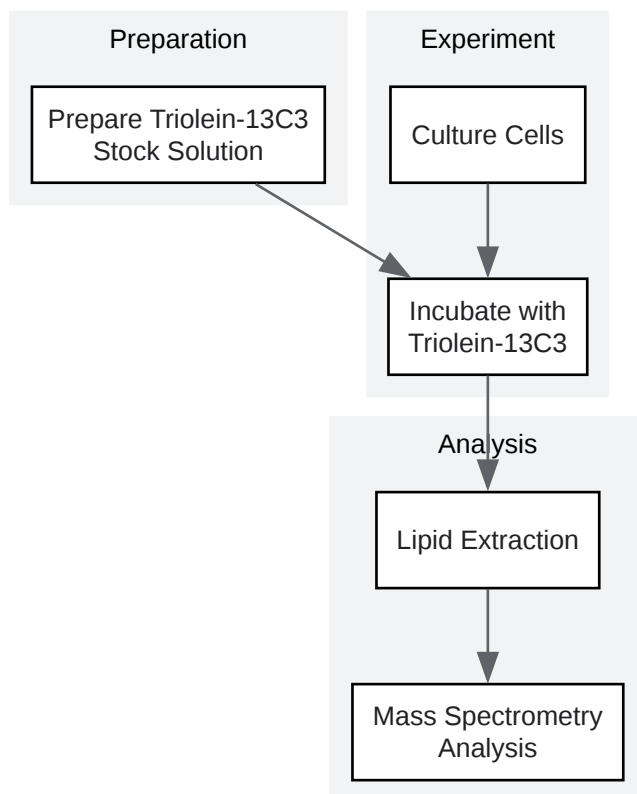 Preparation
Prepare Triolein-13C3
Stock Solution
Experiment
Culture Cells
Incubate with
Triolein-13C3
Analysis
Lipid Extraction
Mass Spectrometry
Analysis